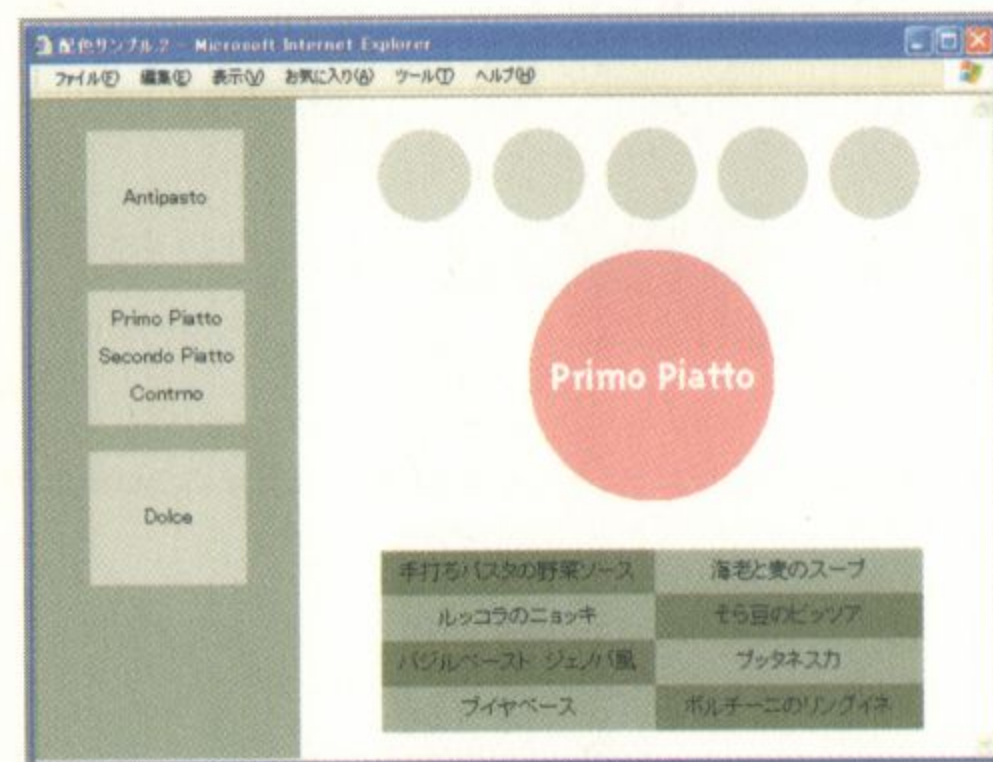 配色サンプル2 - Microsoft Internet Explorer
ファイル(F) 編集(E) 表示(V) お気に入り(A) ツール(T) ヘルプ(H)
Antipasto
Primo Piatto
Secondo Piatto
Contrno
Dolce
Primo Piatto
手打ちパスタの野菜ソース 海老と麦のスープ
ルッコラのニョッキ そら豆のピッツァ
バジルペースト ジェノバ風 プッタネスカ
ブイヤベース ポルチーニのリングイネ